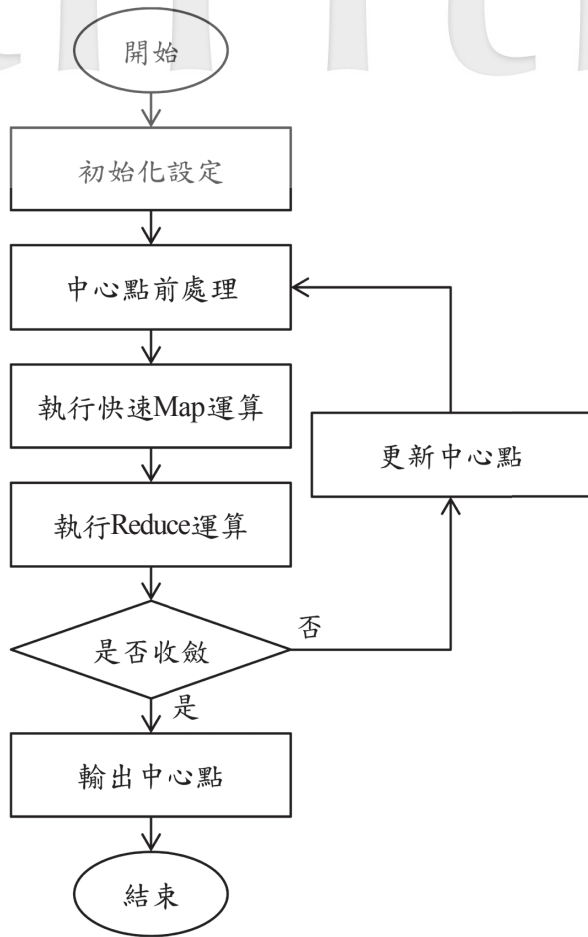 開始
初始化設定
中心點前處理
執行快速Map運算
更新中心點
執行Reduce運算
是否收斂
否
是
輸出中心點
結束